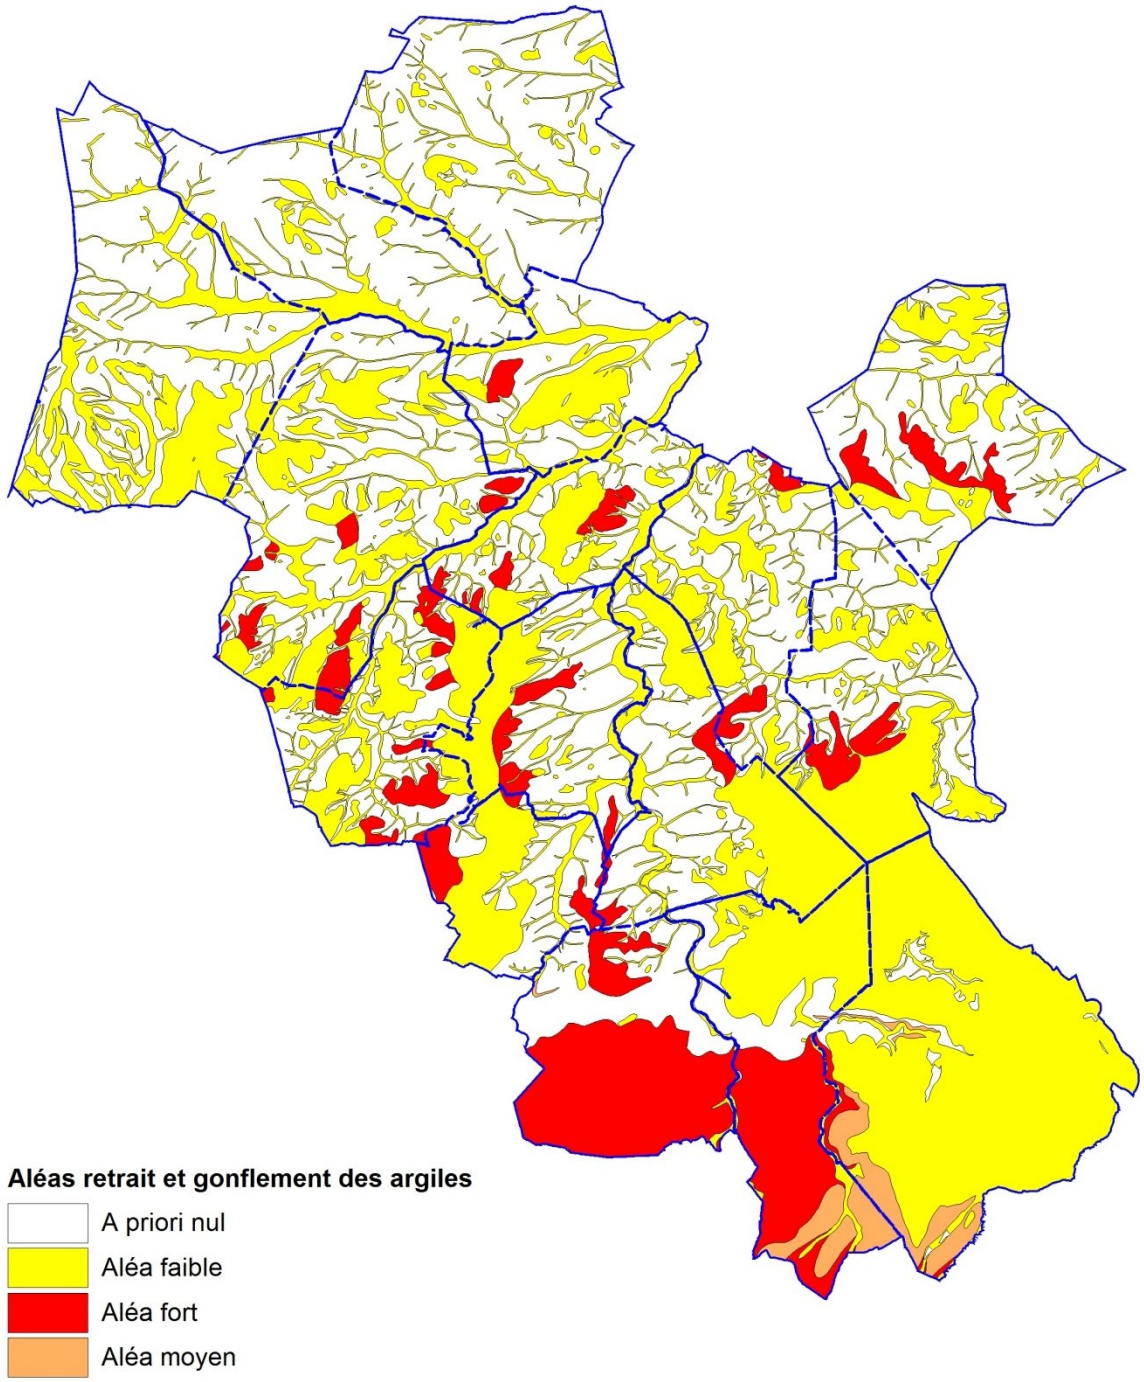 Aléas retrait et gonflement des argiles
A priori nul
Aléa faible
Aléa fort
Aléa moyen